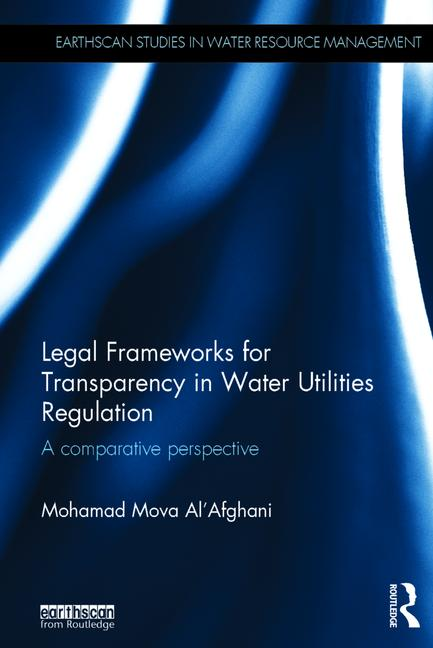 EARTHSCAN STUDIES IN WATER RESOURCE MANAGEMENT
Legal Frameworks for
Transparency in Water Utilities
Regulation
A comparative perspective
Mohamad Mova Al'Afghani
earthscan
from Routledge
ROUTLEDGE